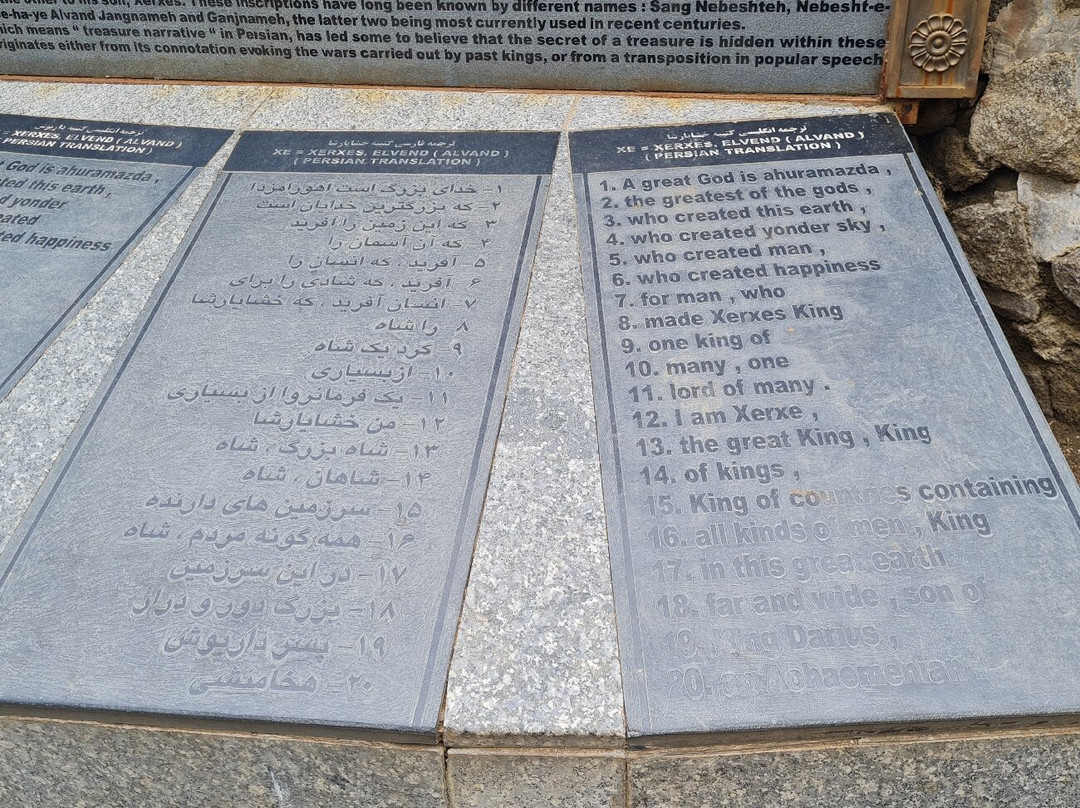 the other to his son, Xerxes. These inscriptions have long been known by different names : Sang Nebeshteh, Nebesht-e-
e-ha-ye Alvand Jangnameh and Ganjnameh, the latter two being most currently used in recent centuries.
ich means " treasure narrative " in Persian, has led some to believe that the secret of a treasure is hidden within these
originates either from its connotation evoking the wars carried out by past kings, or from a transposition in popular speech
ترجمه انگلسی کتیبه داریوش
= XERXES, ELVEND ( ALVAND )
PERSIAN TRANSLATION )
t God is ahuramazda ,
ted this earth ,
d yonder
eated
ted happiness
ترجمه فارسی کتیبه خشایارشا
XE = XERXES, ELVEND ( ALVAND )
( PERSIAN TRANSLATION )
۱– خدای بزرگ است اهورامزدا
۲– که بزرگترین خدایان است
۳ که این زمین را آفرید
۴ که آن آسمان را
۵ آفرید ، که انسان را
۶ آفرید ، که شادی را برای
۷– انسان آفرید ، که خشایارشا
۸ را شاه
۹– کرد یک شاه
۱۰– ازبسیاری
۱۱– یک فرمانروا از بسیاری
۱۲– من خشایارشا
۱۳– شاه بزرگ ، شاه
۱۴– شاهان ، شاه
۱۵– سرزمین های دارنده
۱۶– همه گونه مردم ، شاه
۱۷– در این سرزمین
۱۸– بزرگ دور و دراز
۱۹– پسر داریوش
۲۰– هخامنشی
ترجمه انگلسی کتیبه خشایارشا
XE = XERXES, ELVEND ( ALVAND )
( PERSIAN TRANSLATION )
1. A great God is ahuramazda ,
2. the greatest of the gods ,
3. who created this earth ,
4. who created yonder sky ,
5. who created man ,
6. who created happiness
7. for man , who
8. made Xerxes King
9. one king of
10. many , one
11. lord of many .
12. I am Xerxe ,
13. the great King , King
14. of kings ,
15. King of countries containing
16. all kinds of men , King
17. in this great earth
18. far and wide , son of
19. King Darius ,
20. an Achaemenian